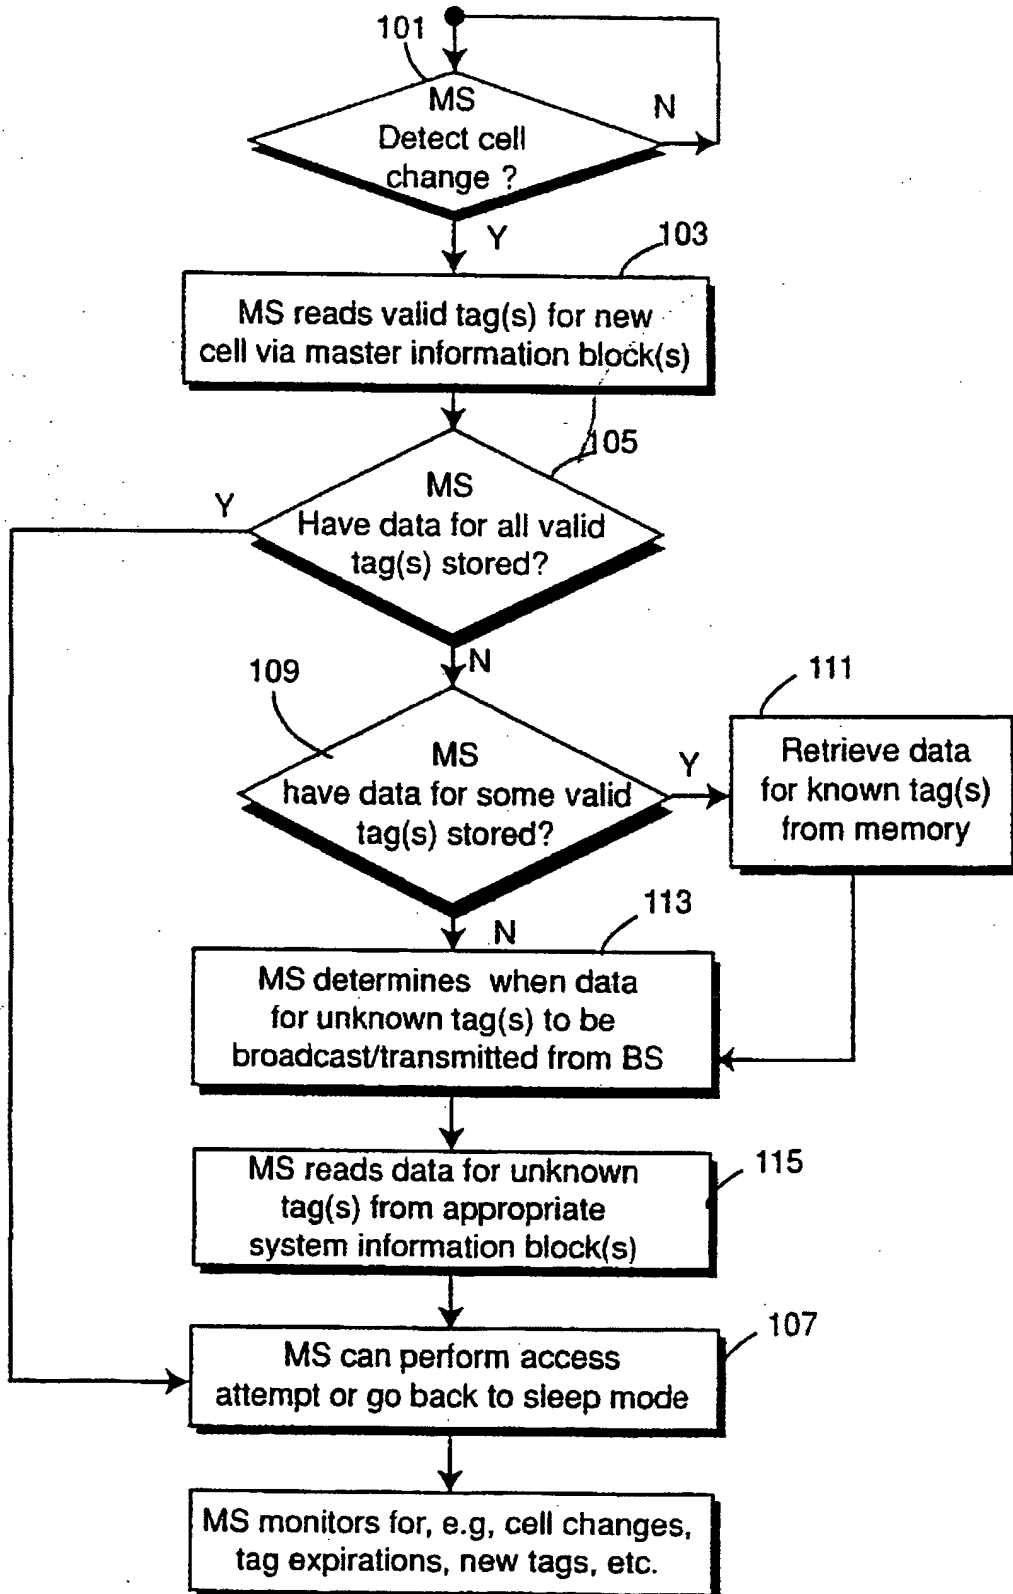 101
MS
Detect cell
change ?
N
Y
103
MS reads valid tag(s) for new
cell via master information block(s)
105
MS
Have data for all valid
tag(s) stored?
Y
N
109
MS
have data for some valid
tag(s) stored?
Y
111
Retrieve data
for known tag(s)
from memory
N
113
MS determines when data
for unknown tag(s) to be
broadcast/transmitted from BS
MS reads data for unknown
tag(s) from appropriate
system information block(s)
115
107
MS can perform access
attempt or go back to sleep mode
MS monitors for, e.g, cell changes,
tag expirations, new tags, etc.